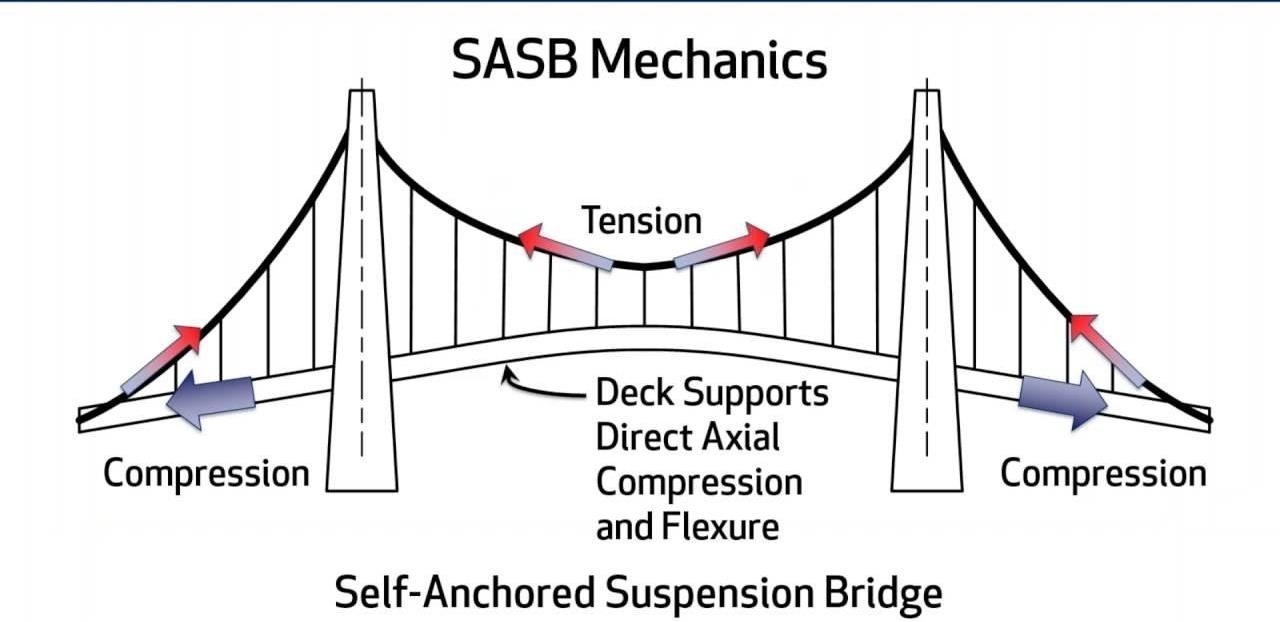 SASB Mechanics
Tension
Deck Supports
Direct Axial
Compression
and Flexure
Compression
Compression
Self-Anchored Suspension Bridge